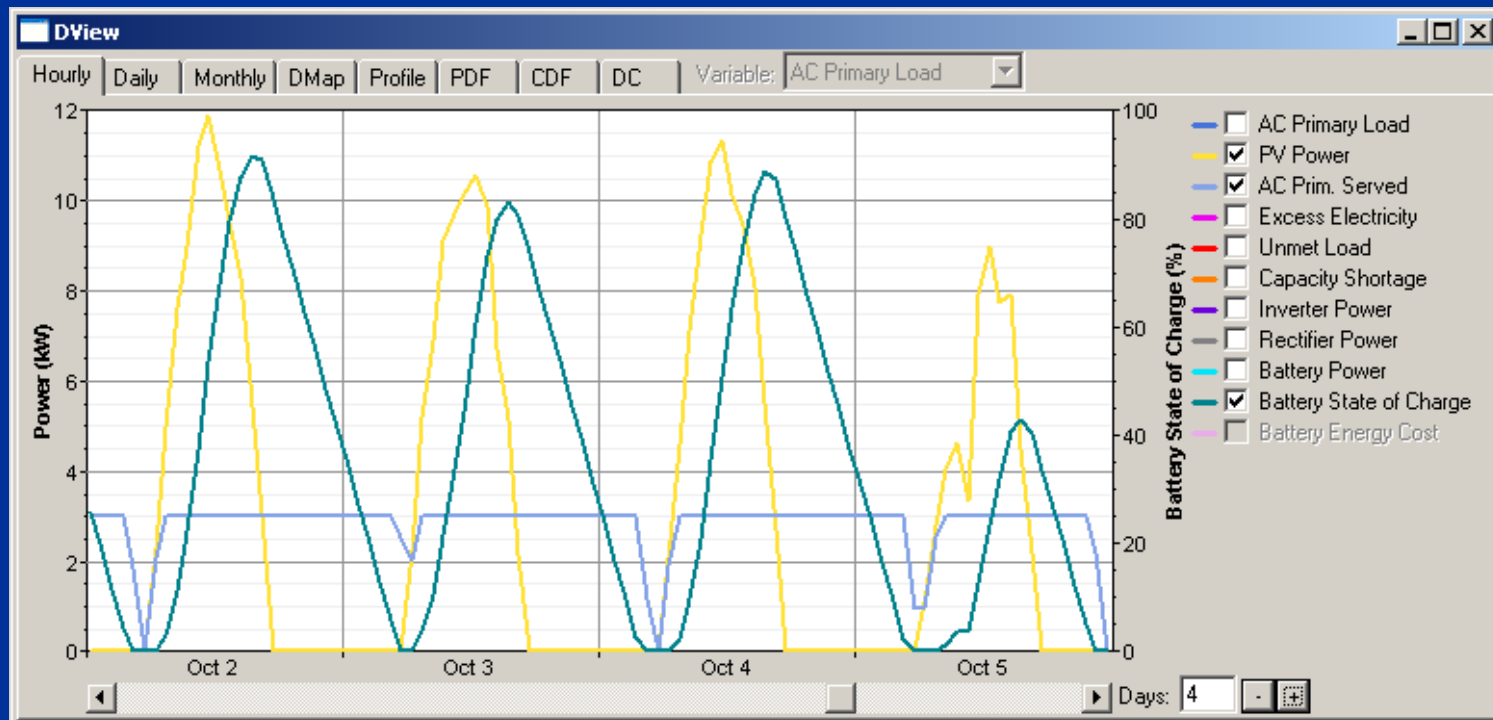 DView
Hourly Daily Monthly DMap Profile PDF CDF DC Variable: AC Primary Load
12
10
8
6
4
2
0
Power (kW)
100
80
60
40
20
0
Battery State of Charge (%)
Oct 2 Oct 3 Oct 4 Oct 5
AC Primary Load
PV Power
AC Prim. Served
Excess Electricity
Unmet Load
Capacity Shortage
Inverter Power
Rectifier Power
Battery Power
Battery State of Charge
Battery Energy Cost
Days: 4 - +